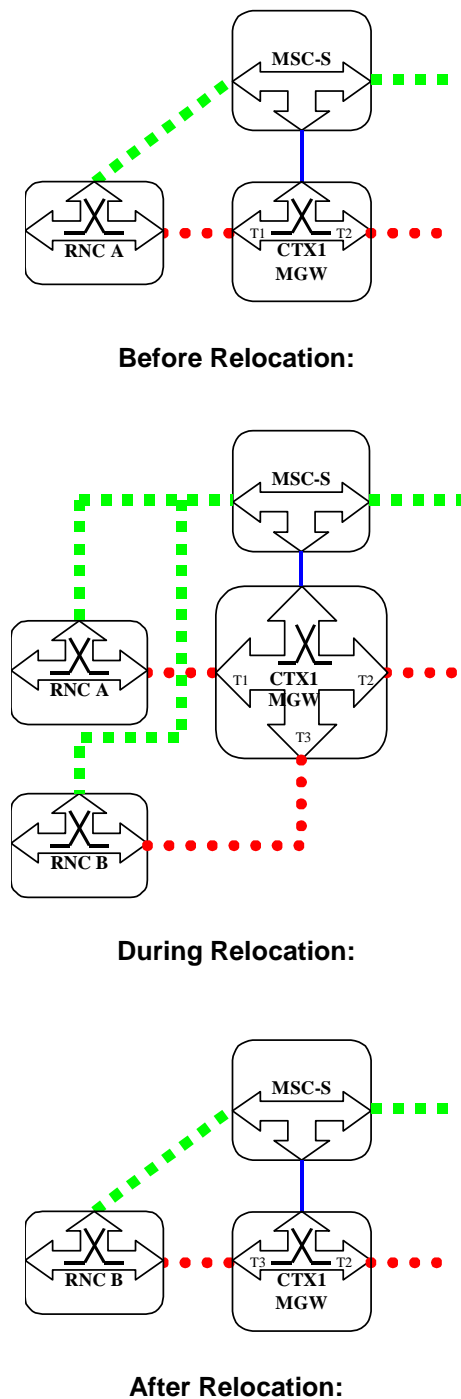 MSC-S
RNC A
T1
T2
CTX1
MGW
Before Relocation:
MSC-S
RNC A
T1
CTX1
MGW
T2
T3
RNC B
During Relocation:
MSC-S
RNC B
T3
T2
CTX1
MGW
After Relocation: